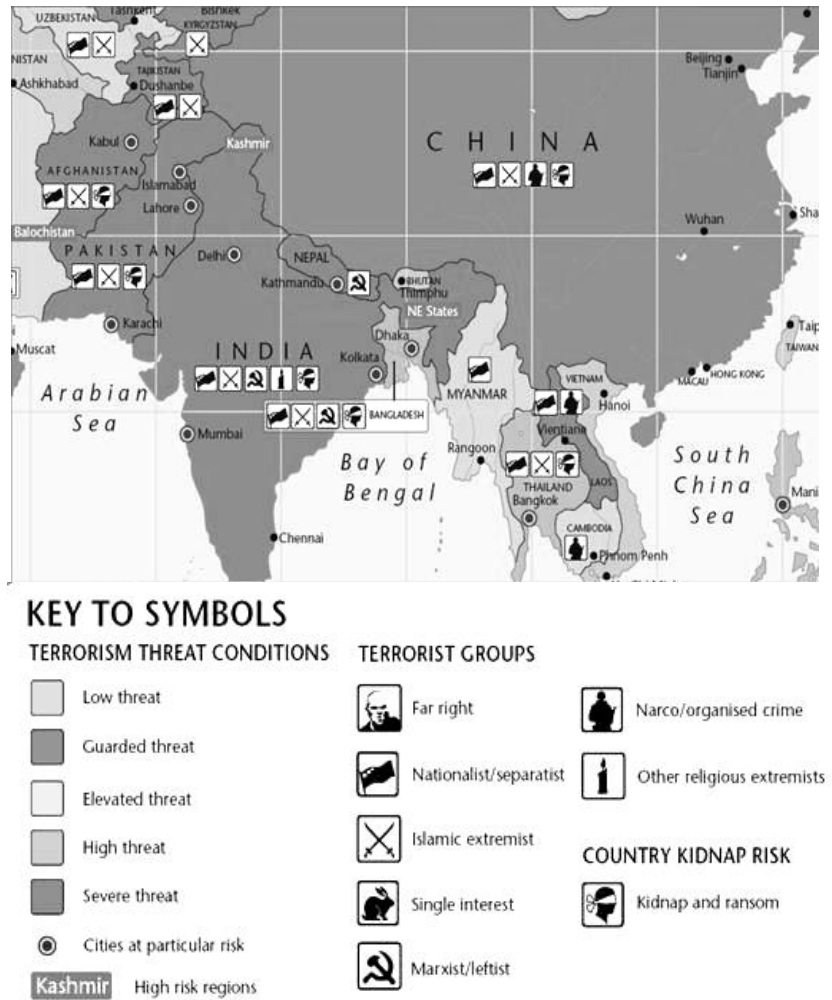 Tashkent
Bishkek
UZBEKISTAN
KYRGYZSTAN
NISTAN
TAJIKISTAN
Ashkhabad
Dushanbe
Beijing
Tianjin
Kabul
Kashmir
CHINA
AFGHANISTAN
Islamabad
Lahore
Wuhan
Sha
Balochistan
PAKISTAN
Delhi
NEPAL
Kathmandu
BHUTAN
Thimphu
NE States
Karachi
Muscat
Dhaka
Taip
TAIWAN
INDIA
Kolkata
MYANMAR
VIETNAM
MACAU
HONG KONG
Hanoi
Arabian
Sea
BANGLADESH
Vientiane
Mumbai
Rangoon
Bay of
Bengal
South
China
Sea
THAILAND
LAOS
Bangkok
Mani
CAMBODIA
Chennai
Phnom Penh
KEY TO SYMBOLS
TERRORISM THREAT CONDITIONS
Low threat
Guarded threat
Elevated threat
High threat
Severe threat
Cities at particular risk
Kashmir High risk regions
TERRORIST GROUPS
Far right
Nationalist/separatist
Islamic extremist
Single interest
Marxist/leftist
Narco/organised crime
Other religious extremists
COUNTRY KIDNAP RISK
Kidnap and ransom